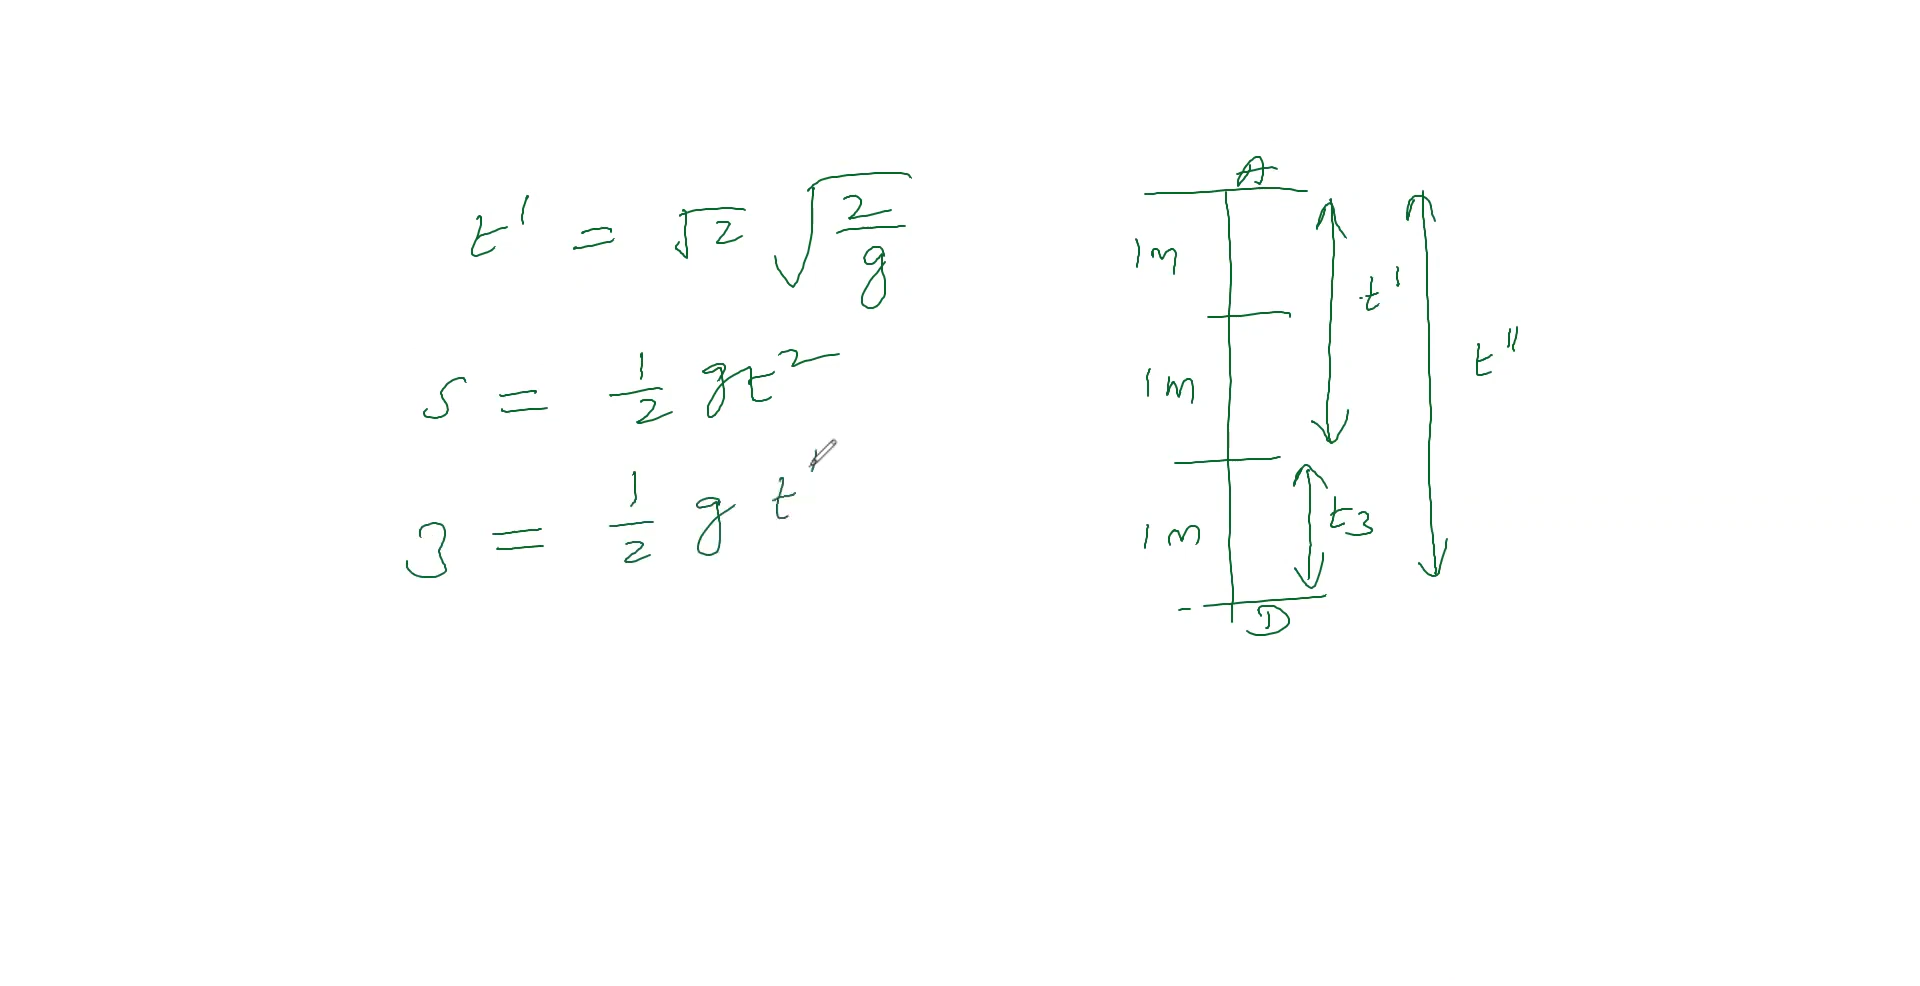 t' = √2 √(2/g)
s = 1/2 gt²
3 = 1/2 g t'
A
1m
t'
t''
1m
t3
1m
D